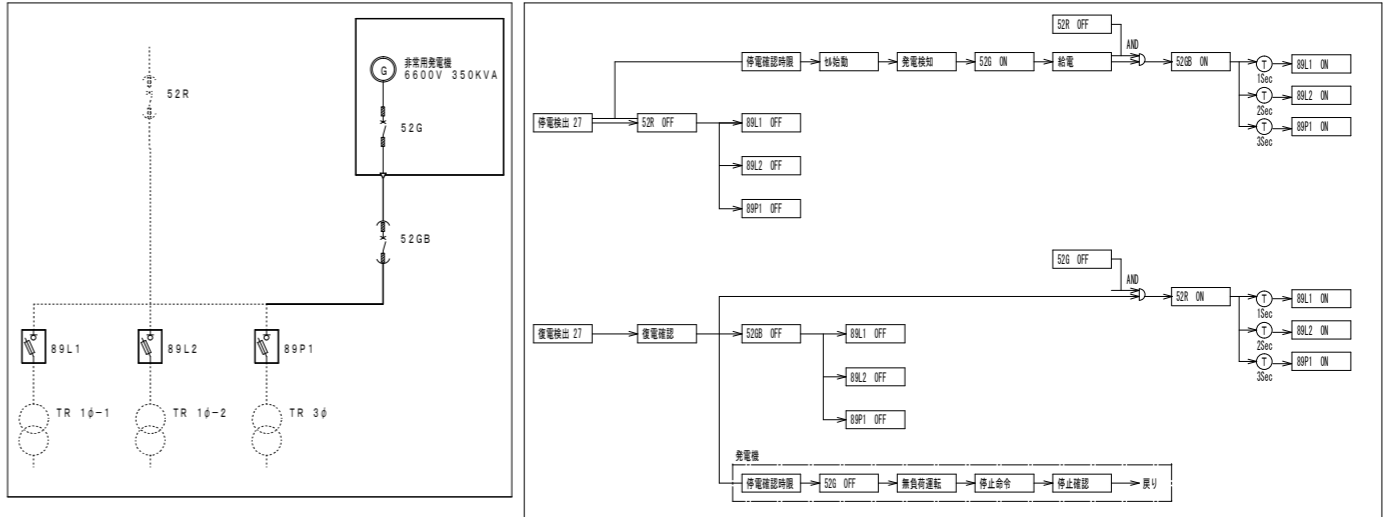 非常用発電機
6600V 350KVA
G
52R
52G
52GB
89L1
89L2
89P1
TR 1φ-1
TR 1φ-2
TR 3φ
52R OFF
AND
停電確認時限
ｾﾙ始動
発電検知
52G ON
給電
52GB ON
T
1Sec
89L1 ON
T
2Sec
89L2 ON
T
3Sec
89P1 ON
停電検出 27
52R OFF
89L1 OFF
89L2 OFF
89P1 OFF
52G OFF
AND
52R ON
T
1Sec
89L1 ON
T
2Sec
89L2 ON
T
3Sec
89P1 ON
復電検出 27
復電確認
52GB OFF
89L1 OFF
89L2 OFF
89P1 OFF
発電機
停電確認時限
52G OFF
無負荷運転
停止命令
停止確認
戻り